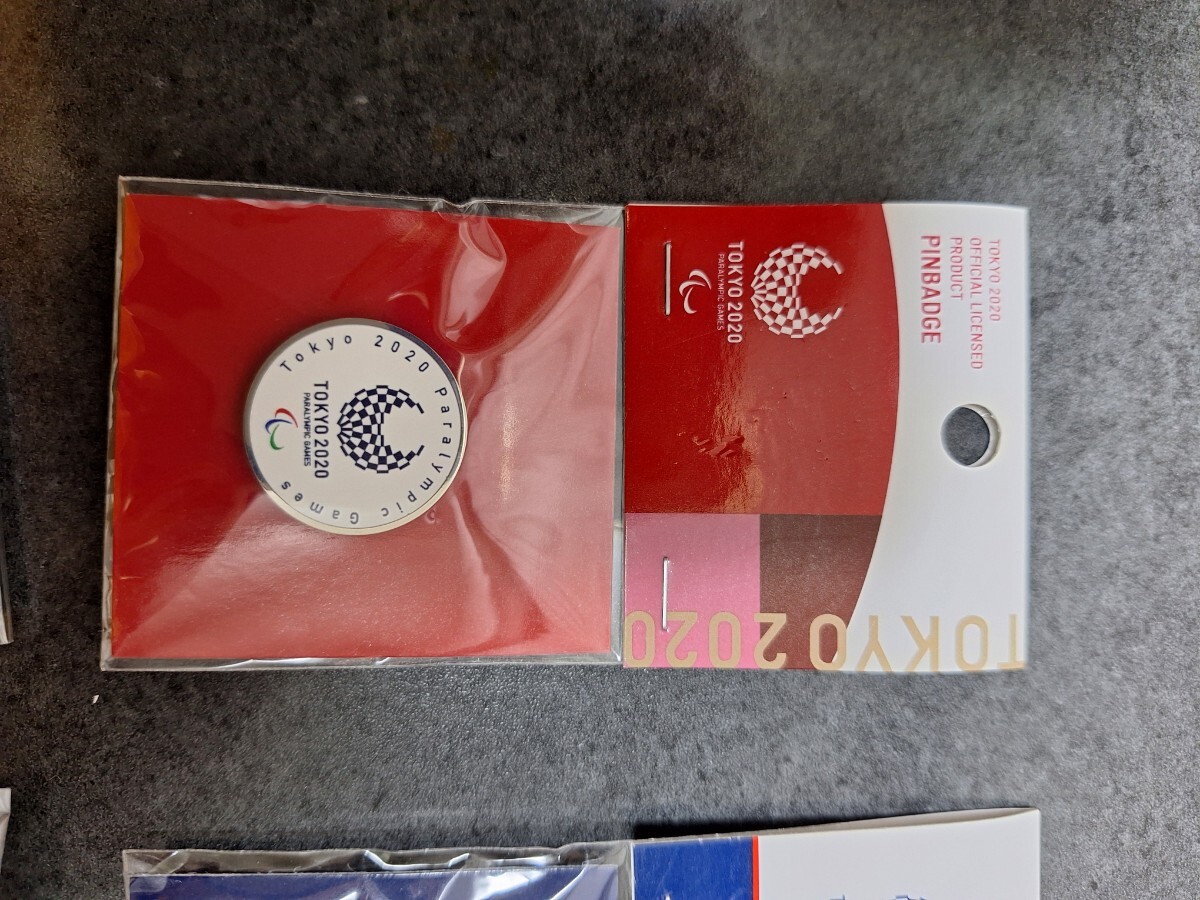 TOKYO 2020
OFFICIAL LICENSED
PRODUCT
PINBADGE
TOKYO 2020
PARALYMPIC GAMES
TOKYO 2020
Tokyo 2020 Paralympic Games
TOKYO 2020
PARALYMPIC GAMES